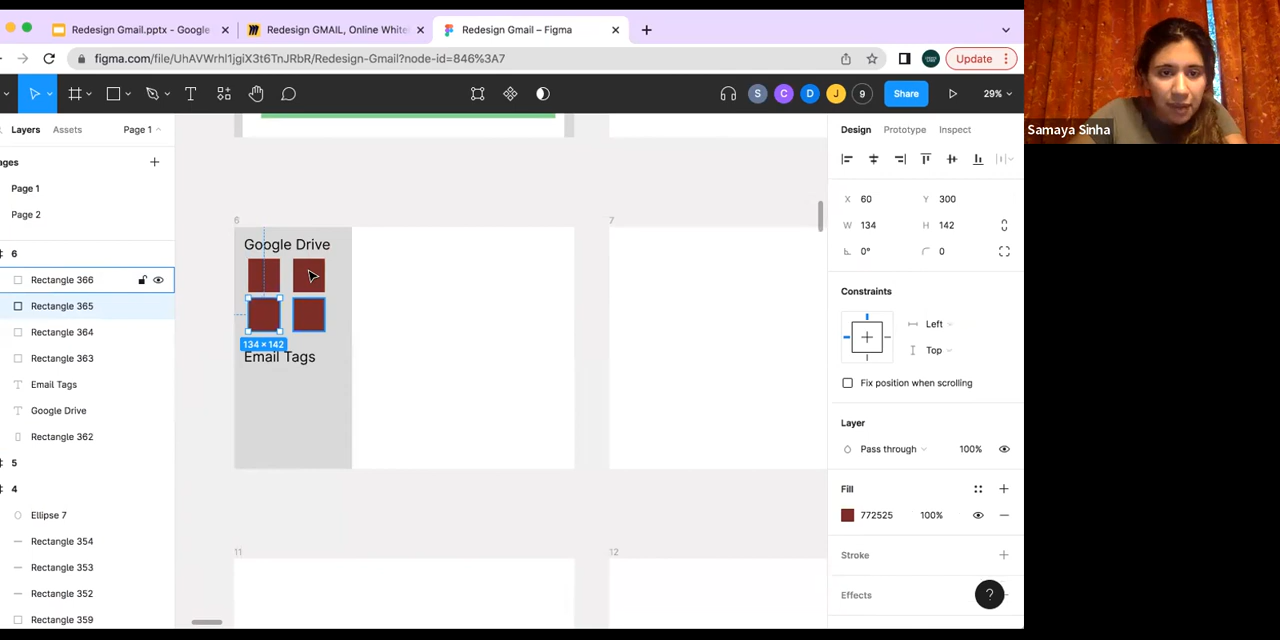 Redesign Gmail.pptx - Google
Redesign GMAIL, Online White
Redesign Gmail – Figma
figma.com/file/UhAVWrhl1jgiX3t6TnJRbR/Redesign-Gmail?node-id=846%3A7
Update
S
C
D
J
9
Share
29%
Layers
Assets
Page 1
ages
Page 1
Page 2
6
Rectangle 366
Rectangle 365
Rectangle 364
Rectangle 363
Email Tags
Google Drive
Rectangle 362
5
4
Ellipse 7
Rectangle 354
Rectangle 353
Rectangle 352
Rectangle 359
6
7
Google Drive
134 × 142
Email Tags
11
12
Design
Prototype
Inspect
X 60
Y 300
W 134
H 142
0°
0
Constraints
Left
Top
Fix position when scrolling
Layer
Pass through
100%
Fill
772525
100%
Stroke
Effects
?
Samaya Sinha